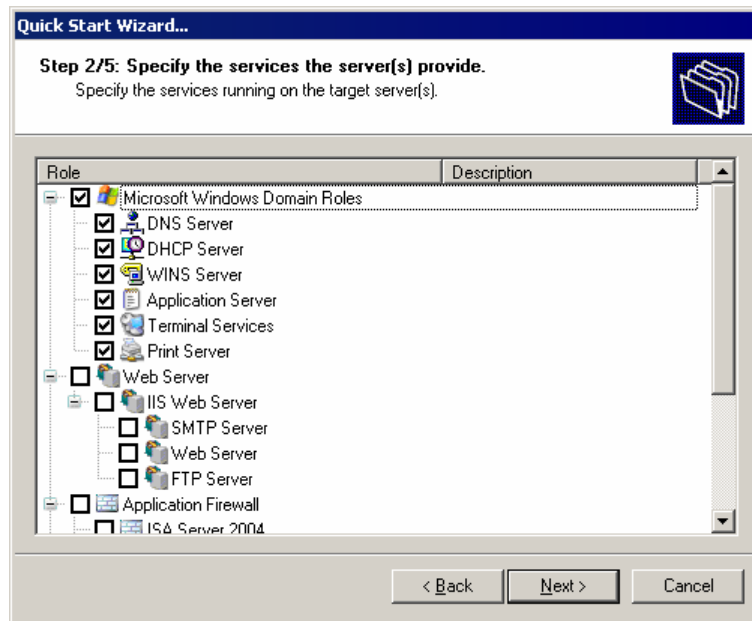 Quick Start Wizard...
Step 2/5: Specify the services the server(s) provide.
Specify the services running on the target server(s).
Role Description
Microsoft Windows Domain Roles
DNS Server
DHCP Server
WINS Server
Application Server
Terminal Services
Print Server
Web Server
IIS Web Server
SMTP Server
Web Server
FTP Server
Application Firewall
ISA Server 2004
< Back Next > Cancel